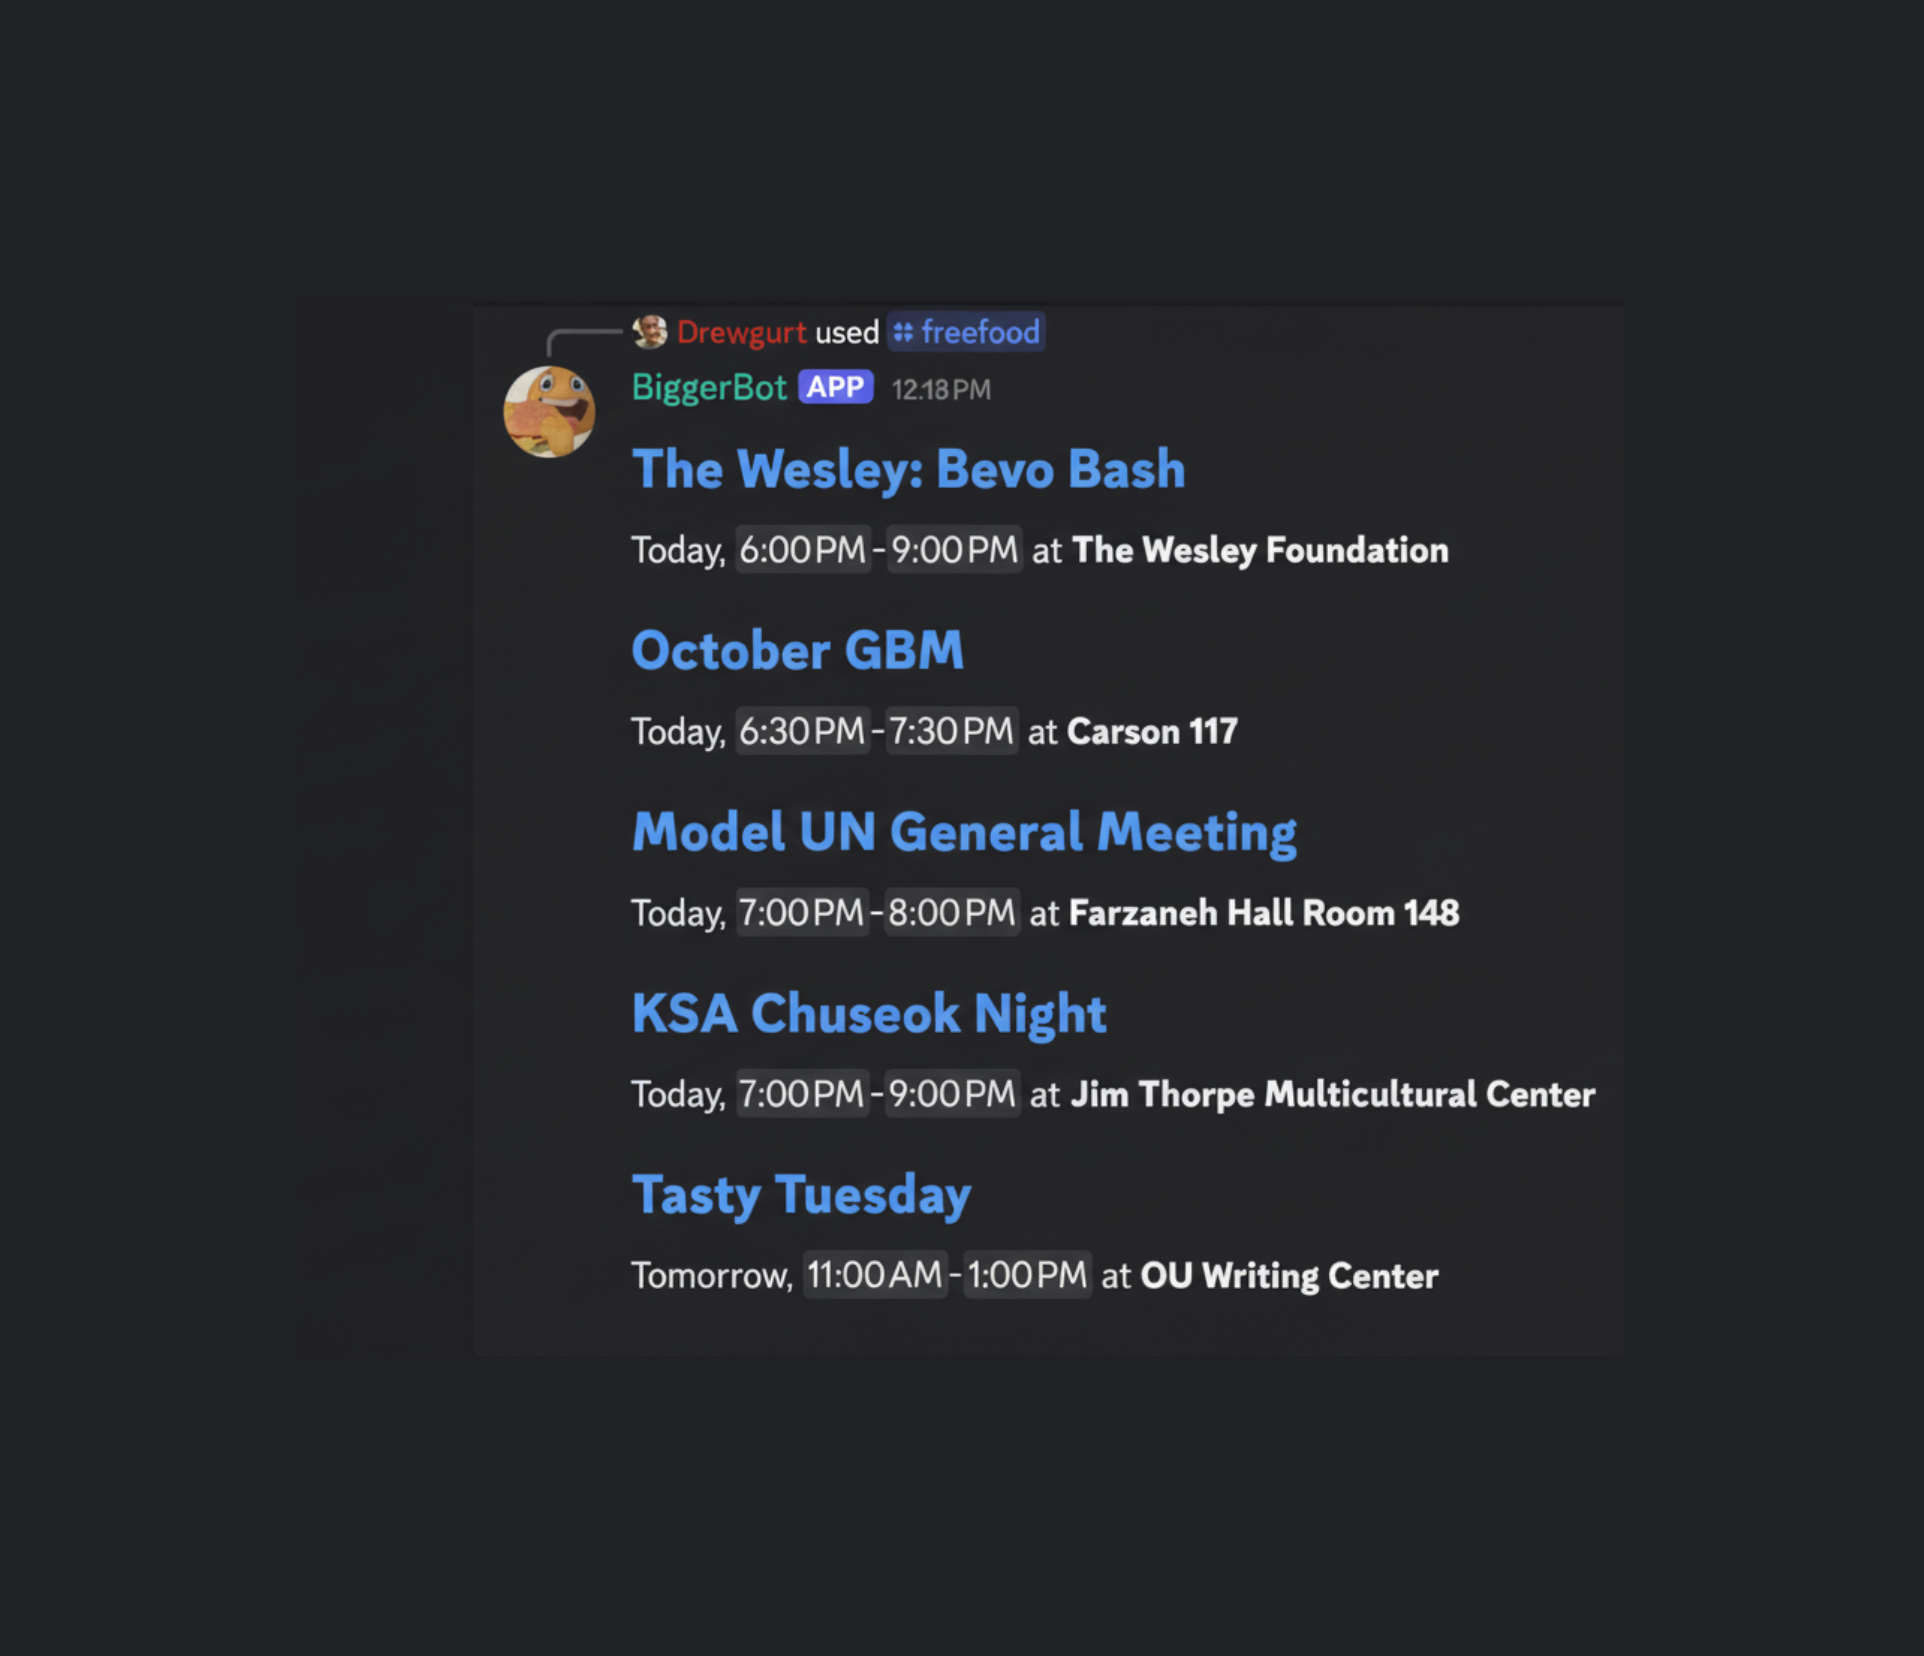 Drewgurt used freefood
BiggerBot APP 12:18 PM
The Wesley: Bevo Bash
Today, 6:00 PM-9:00 PM at The Wesley Foundation
October GBM
Today, 6:30 PM-7:30 PM at Carson 117
Model UN General Meeting
Today, 7:00 PM-8:00 PM at Farzaneh Hall Room 148
KSA Chuseok Night
Today, 7:00 PM-9:00 PM at Jim Thorpe Multicultural Center
Tasty Tuesday
Tomorrow, 11:00 AM-1:00 PM at OU Writing Center